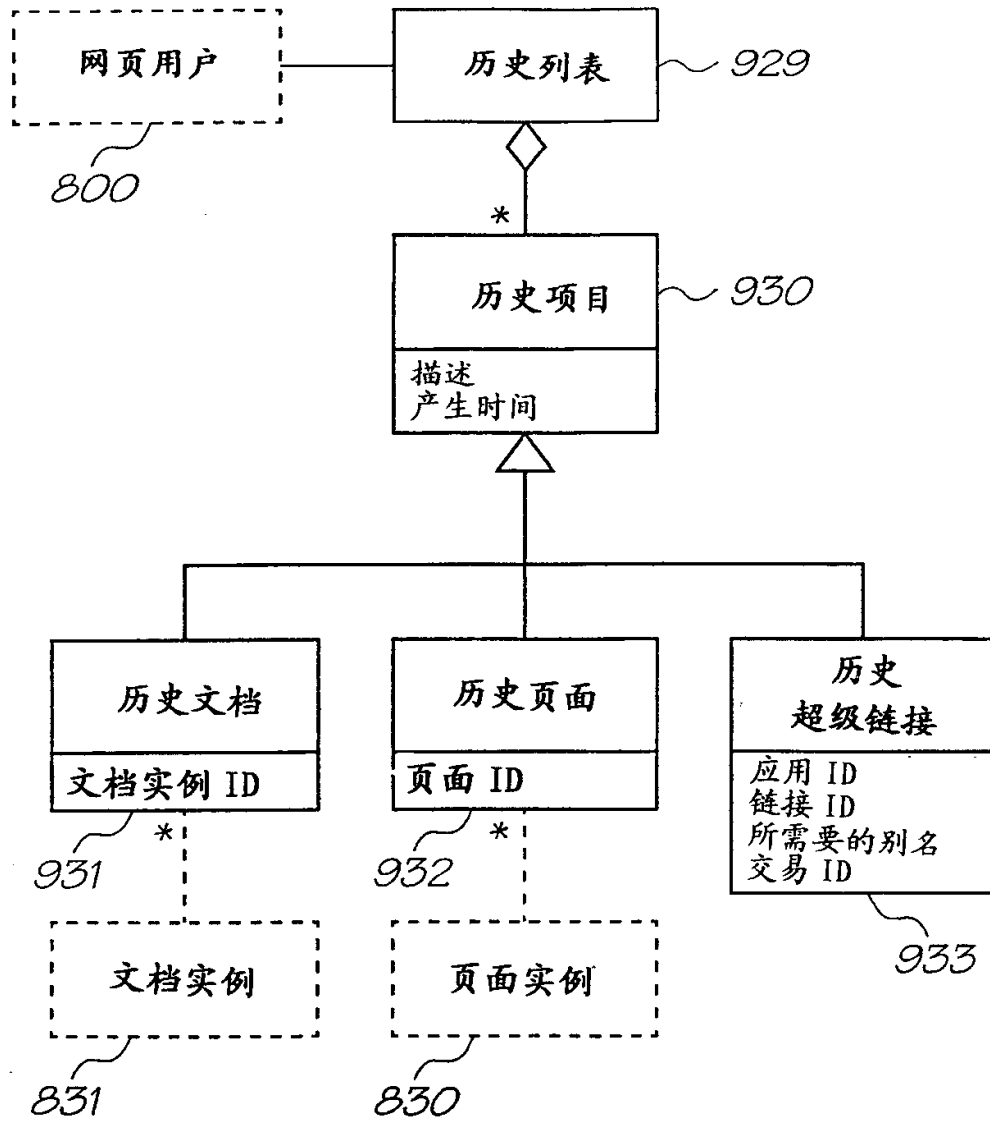 网页用户
历史列表
929
800
*
历史项目
930
描述
产生时间
历史文档
历史页面
历史
超级链接
文档实例 ID
页面 ID
应用 ID
链接 ID
所需要的别名
交易 ID
*
*
931
932
933
文档实例
页面实例
831
830